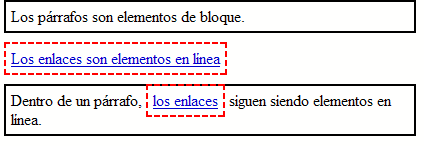 Los párrafos son elementos de bloque.
Los enlaces son elementos en línea
Dentro de un párrafo, los enlaces siguen siendo elementos en
línea.